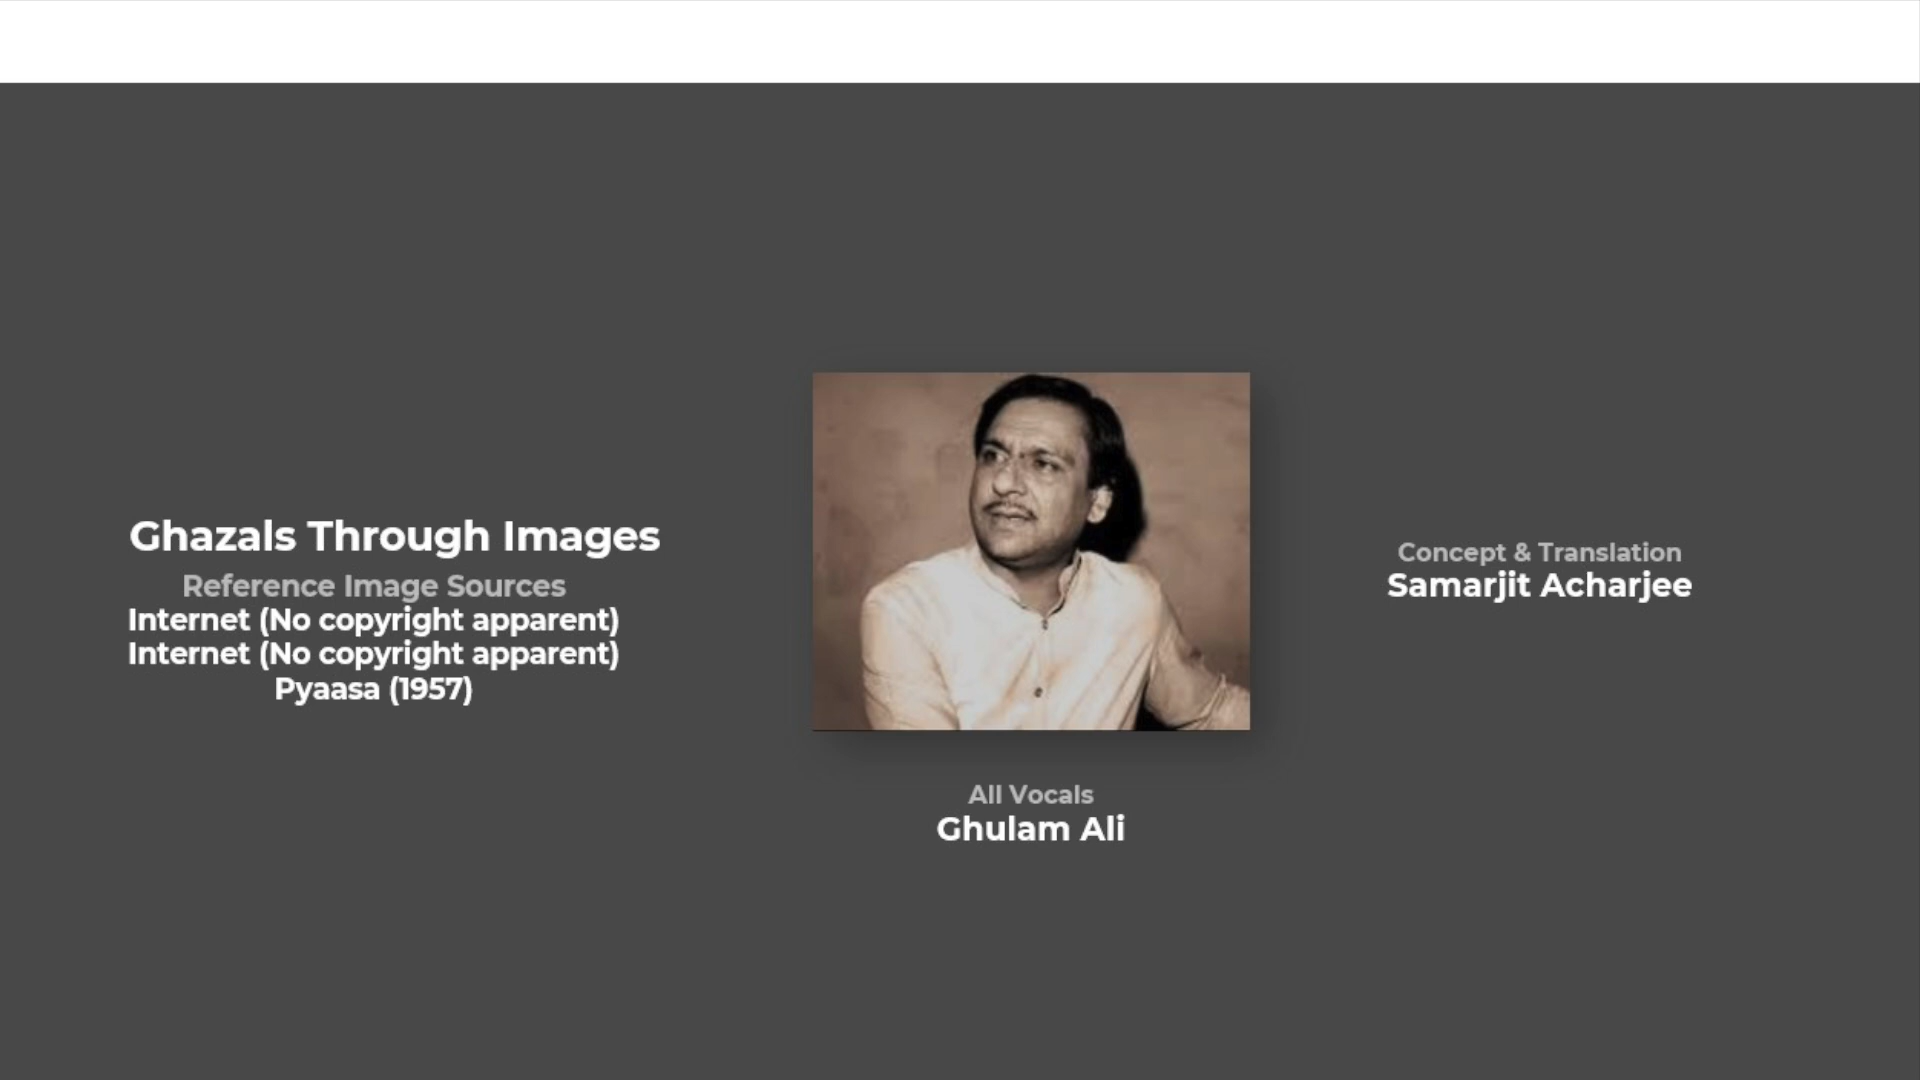 Ghazals Through Images
Reference Image Sources
Internet (No copyright apparent)
Internet (No copyright apparent)
Pyaasa (1957)
All Vocals
Ghulam Ali
Concept & Translation
Samarjit Acharjee